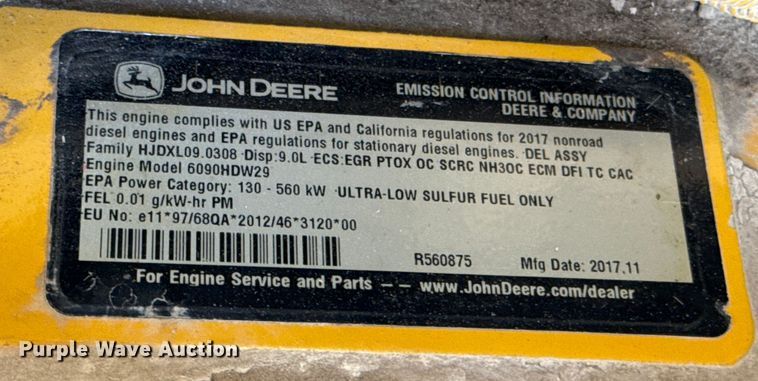 JOHN DEERE
EMISSION CONTROL INFORMATION
DEERE & COMPANY
This engine complies with US EPA and California regulations for 2017 nonroad
diesel engines and EPA regulations for stationary diesel engines. DEL ASSY
Family HJDXL09.0308 Disp:9.0L ECS:EGR PTOX OC SCRC NH3OC ECM DFI TC CAC
Engine Model 6090HDW29
EPA Power Category: 130 - 560 kW ULTRA-LOW SULFUR FUEL ONLY
FEL 0.01 g/kW-hr PM
EU No: e11*97/68QA*2012/46*3120*00
R560875 Mfg Date: 2017.11
For Engine Service and Parts — — www.JohnDeere.com/dealer
Purple Wave Auction